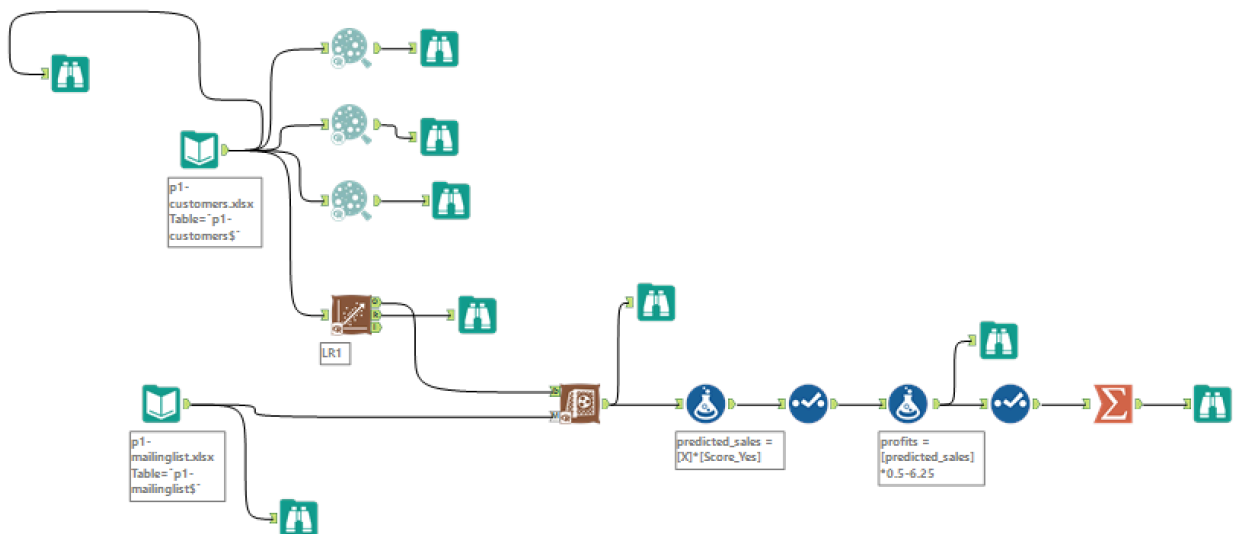 p1-
customers.xlsx
Table=`p1-
customers$`
LR1
p1-
mailinglist.xlsx
Table=`p1-
mailinglist$`
predicted_sales =
[X]*[Score_Yes]
profits =
[predicted_sales]
*0.5-6.25